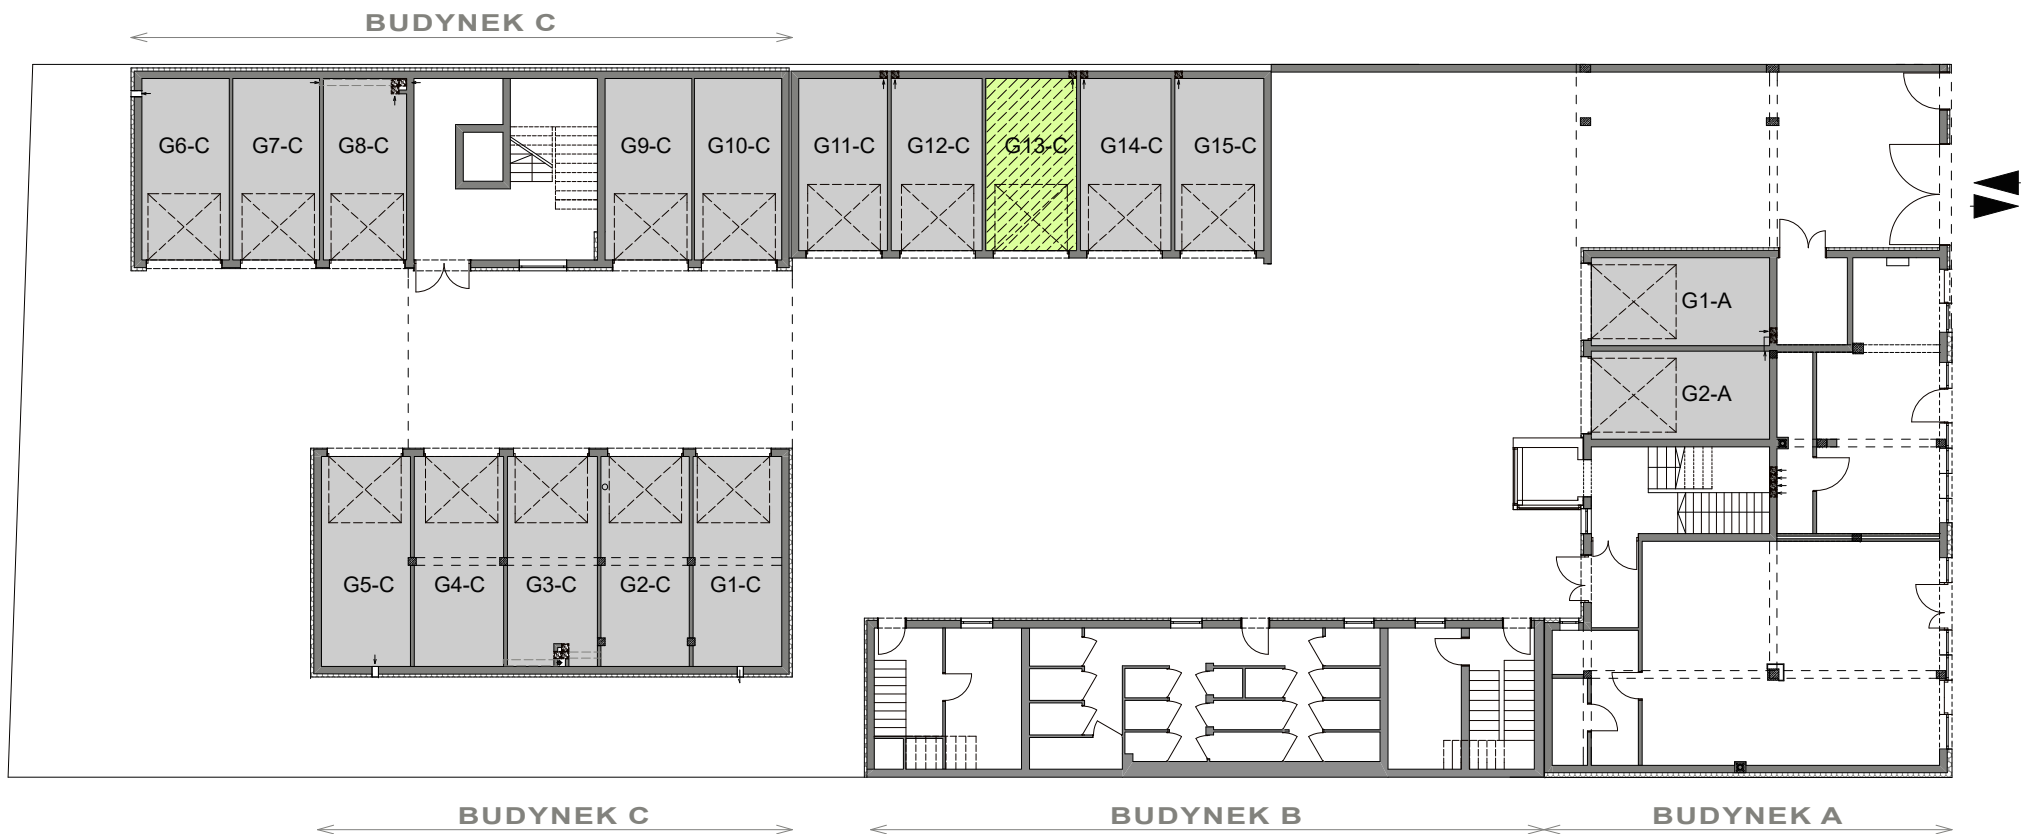 BUDYNEK C
G6-C G7-C G8-C G9-C G10-C G11-C G12-C G13-C G14-C G15-C
G1-A
G2-A
G5-C G4-C G3-C G2-C G1-C
BUDYNEK C BUDYNEK B BUDYNEK A